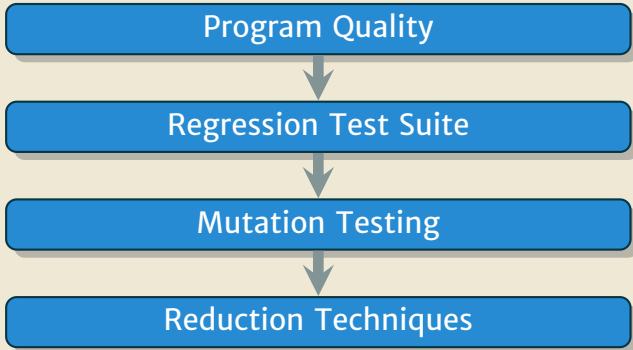 Program Quality
Regression Test Suite
Mutation Testing
Reduction Techniques